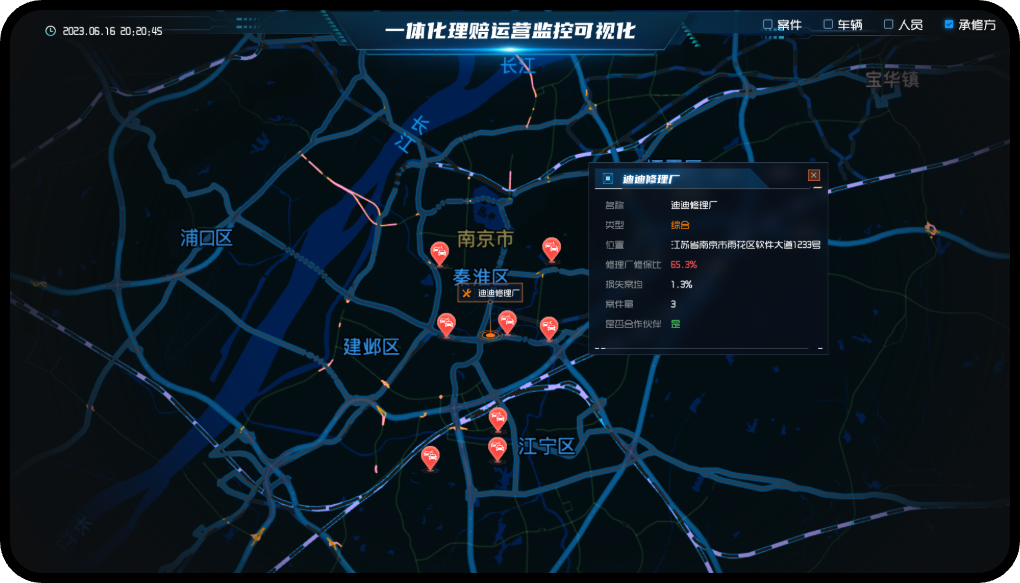 2023.06.16 20:20:45
一体化理赔运营监控可视化
案件
车辆
人员
承修方
长江
宝华镇
长江
迪迪修理厂
名称 迪迪修理厂
类型 综合
位置 江苏省南京市雨花区软件大道1233号
修理厂修保比 65.3%
损失案均 1.3%
案件量 3
是否合作伙伴 是
浦口区
南京市
秦淮区
迪迪修理厂
建邺区
江宁区